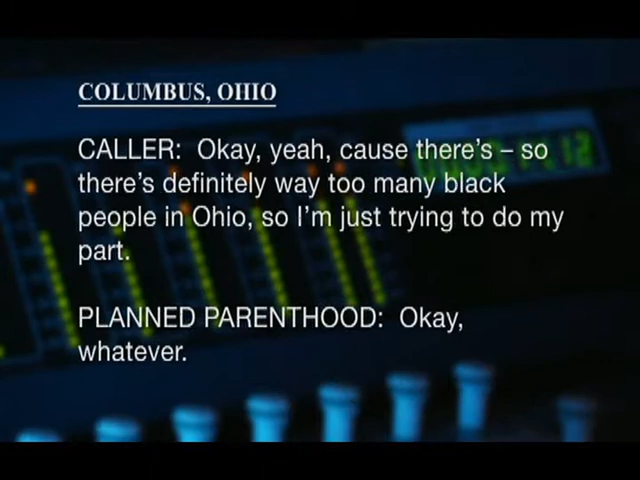 COLUMBUS, OHIO
CALLER: Okay, yeah, cause there's – so
there's definitely way too many black
people in Ohio, so I'm just trying to do my
part.
PLANNED PARENTHOOD: Okay,
whatever.